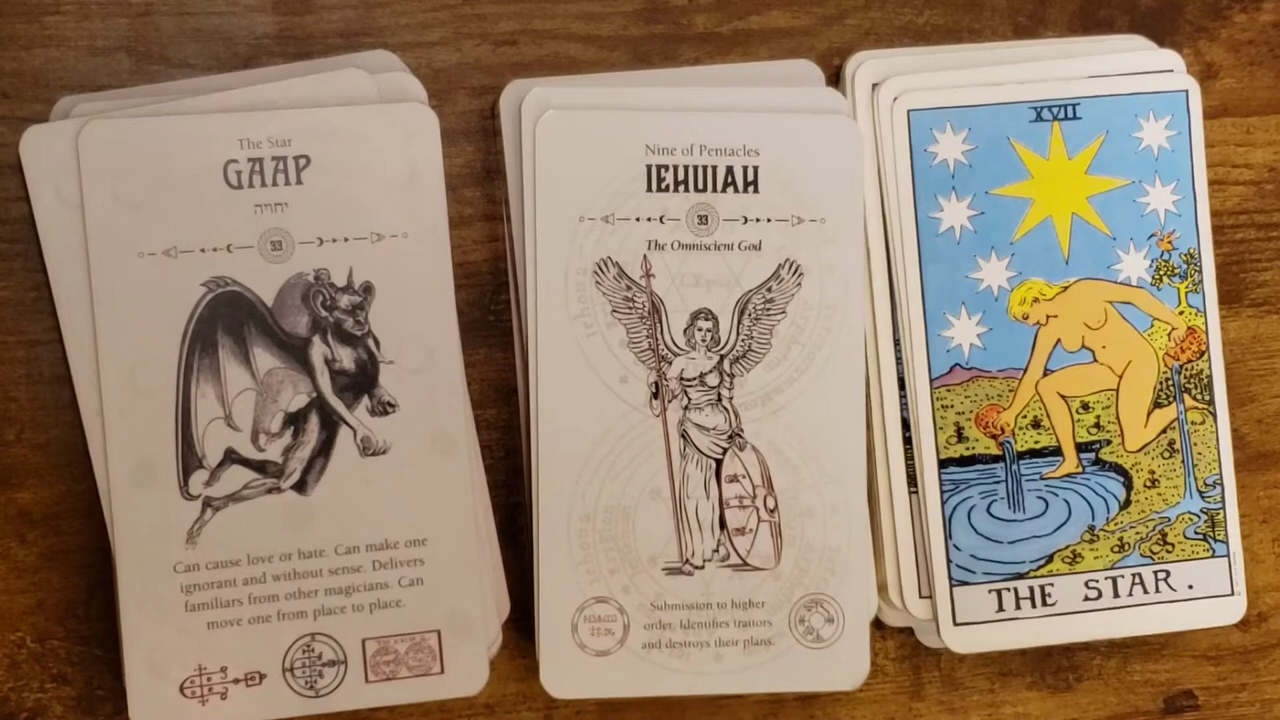 The Star
GAAP
יחויה
33
Can cause love or hate. Can make one
ignorant and without sense. Delivers
familiars from other magicians. Can
move one from place to place.
Nine of Pentacles
IEHUIAH
33
The Omniscient God
Submission to higher
order. Identifies traitors
and destroys their plans.
XVII
THE STAR.